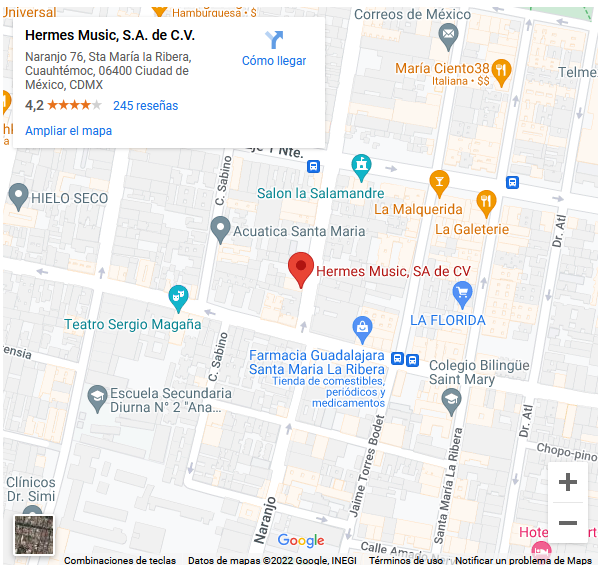 Universal
Hamburguesa • $
Correos de México
Hermes Music, S.A. de C.V.
Naranjo 76, Sta María la Ribera,
Cuauhtémoc, 06400 Ciudad de
México, CDMX
4,2
245 reseñas
Ampliar el mapa
Cómo llegar
María Ciento38
Italiana • $$
Telme
je 1 Nte.
C. Sabino
Salon la Salamandre
HIELO SECO
La Malquerida
La Galeterie
Dr. Atl
Acuatica Santa Maria
Hermes Music, SA de CV
Teatro Sergio Magaña
LA FLORIDA
C. Sabino
Farmacia Guadalajara
Santa Maria La Ribera
Tienda de comestibles,
periódicos y
medicamentos
ensia
Colegio Bilingüe
Saint Mary
Escuela Secundaria
Diurna N° 2 "Ana...
Dr. Atl
Chopo-pino
Jaime Torres Bodet
Santa María La Ribera
Clínicos
Dr. Simi
Naranjo
Google
Calle Amado Ner
Hote
rt
Combinaciones de teclas
Datos de mapas ©2022 Google, INEGI
Términos de uso
Notificar un problema de Maps